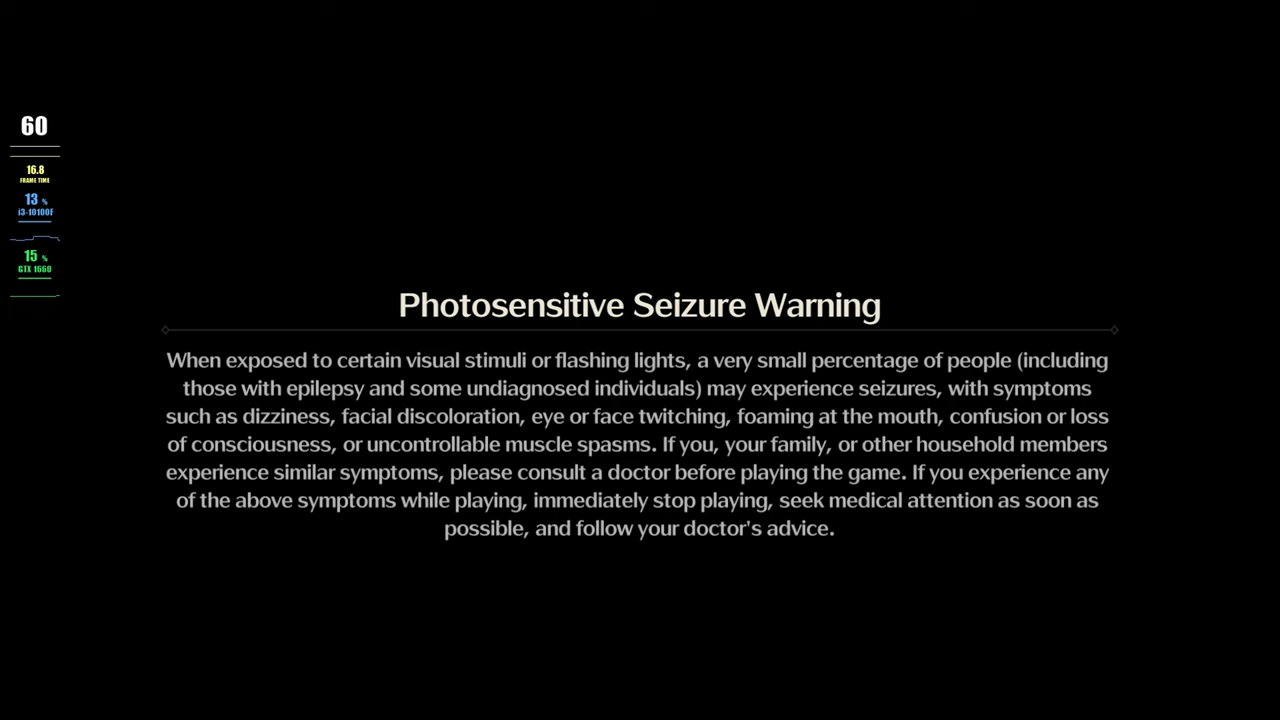 60
16.8
FRAME TIME
13 %
i3-10100F
15 %
GTX 1660
Photosensitive Seizure Warning
When exposed to certain visual stimuli or flashing lights, a very small percentage of people (including
those with epilepsy and some undiagnosed individuals) may experience seizures, with symptoms
such as dizziness, facial discoloration, eye or face twitching, foaming at the mouth, confusion or loss
of consciousness, or uncontrollable muscle spasms. If you, your family, or other household members
experience similar symptoms, please consult a doctor before playing the game. If you experience any
of the above symptoms while playing, immediately stop playing, seek medical attention as soon as
possible, and follow your doctor's advice.